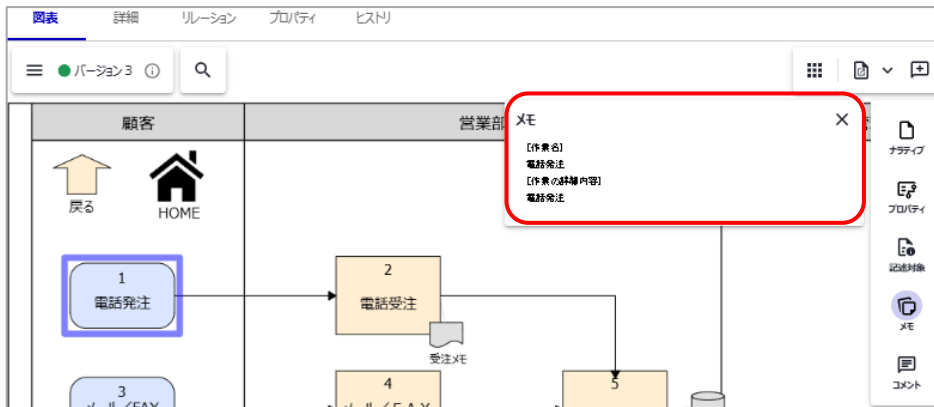 図表 詳細 リレーション プロパティ ヒストリ
バージョン 3
顧客
営業部
メモ
[作業名]
電話発注
[作業の詳細内容]
電話発注
戻る
HOME
1
電話発注
2
電話受注
受注メモ
3
4
5
ナラティブ
プロパティ
記述対象
メモ
コメント